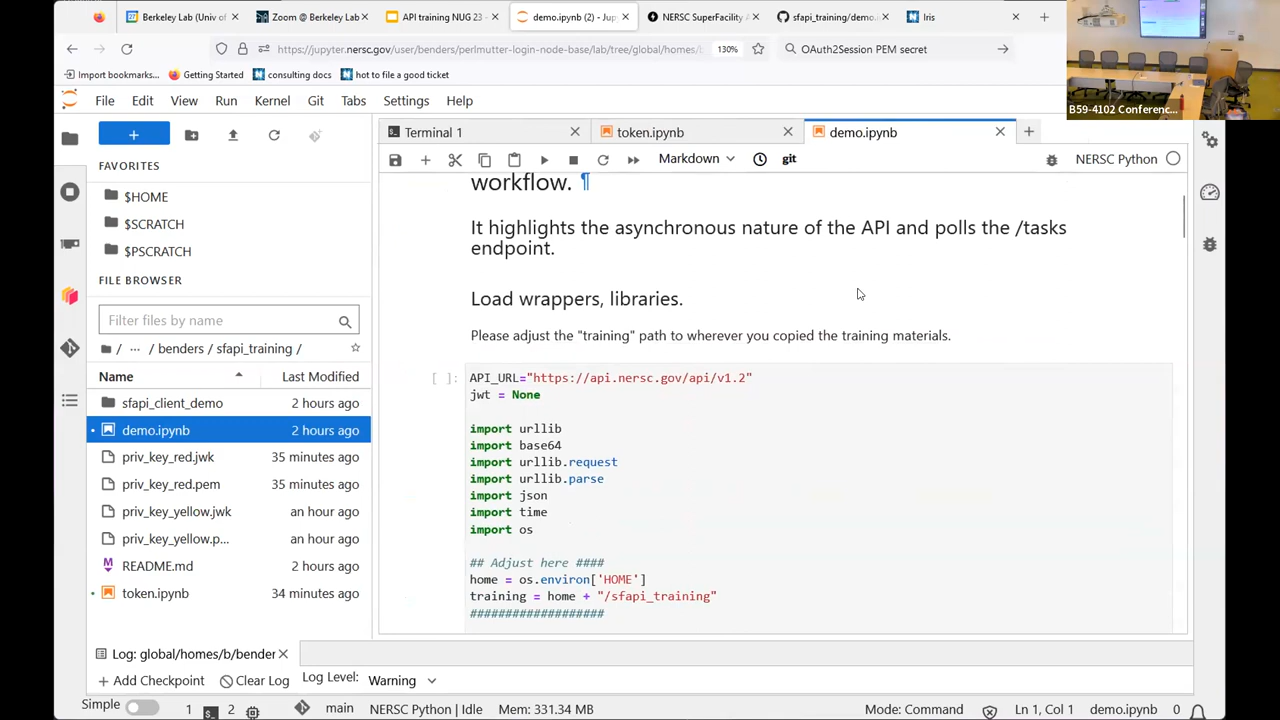 Berkeley Lab (Univ of
Zoom @ Berkeley Lab
API training NUG 23 -
demo.ipynb (2) - Jup
NERSC SuperFacility A
sfapi_training/demo.i
Iris
https://jupyter.nersc.gov/user/benders/perlmutter-login-node-base/lab/tree/global/homes/b
130%
OAuth2Session PEM secret
Import bookmarks...
Getting Started
consulting docs
hot to file a good ticket
B59-4102 Conferenc...
File Edit View Run Kernel Git Tabs Settings Help
Terminal 1
token.ipynb
demo.ipynb
Markdown
git
NERSC Python
FAVORITES
$HOME
$SCRATCH
$PSCRATCH
FILE BROWSER
Filter files by name
/ ... / benders / sfapi_training /
Name Last Modified
sfapi_client_demo 2 hours ago
demo.ipynb 2 hours ago
priv_key_red.jwk 35 minutes ago
priv_key_red.pem 35 minutes ago
priv_key_yellow.jwk an hour ago
priv_key_yellow.p... an hour ago
README.md 2 hours ago
token.ipynb 34 minutes ago
workflow. ¶
It highlights the asynchronous nature of the API and polls the /tasks
endpoint.
Load wrappers, libraries.
Please adjust the "training" path to wherever you copied the training materials.
[ ]:
API_URL="https://api.nersc.gov/api/v1.2"
jwt = None
import urllib
import base64
import urllib.request
import urllib.parse
import json
import time
import os
## Adjust here ####
home = os.environ['HOME']
training = home + "/sfapi_training"
###################
Log: global/homes/b/bender
+ Add Checkpoint
Clear Log
Log Level:
Warning
Simple
1
2
main
NERSC Python | Idle
Mem: 331.34 MB
Mode: Command
Ln 1, Col 1
demo.ipynb
0